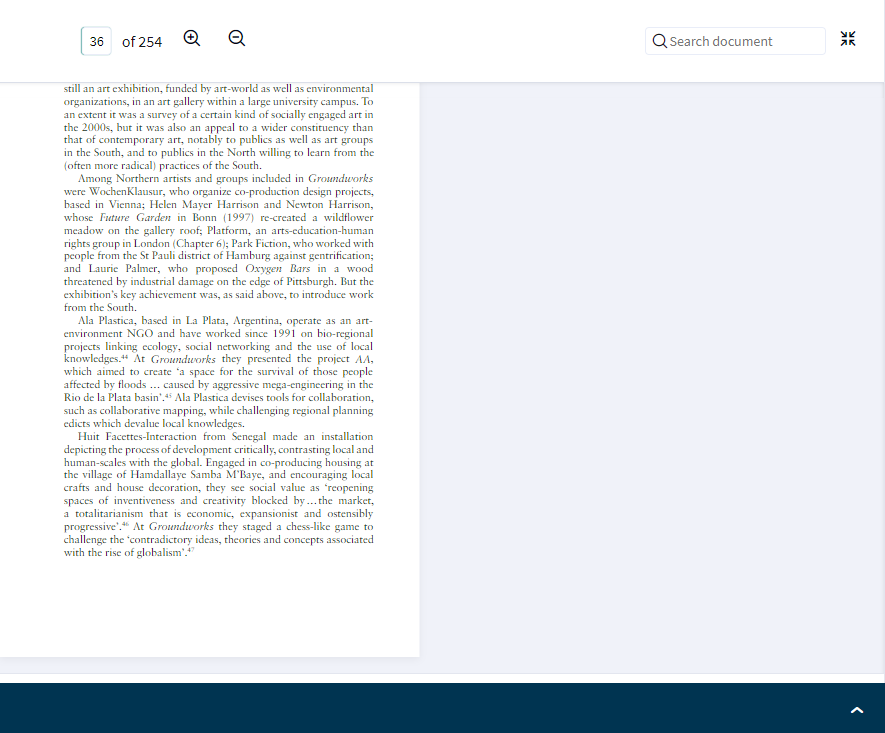 36 of 254
Search document
still an art exhibition, funded by art-world as well as environmental
organizations, in an art gallery within a large university campus. To
an extent it was a survey of a certain kind of socially engaged art in
the 2000s, but it was also an appeal to a wider constituency than
that of contemporary art, notably to publics as well as art groups
in the South, and to publics in the North willing to learn from the
(often more radical) practices of the South.
Among Northern artists and groups included in Groundworks
were WochenKlausur, who organize co-production design projects,
based in Vienna; Helen Mayer Harrison and Newton Harrison,
whose Future Garden in Bonn (1997) re-created a wildflower
meadow on the gallery roof; Platform, an arts-education-human
rights group in London (Chapter 6); Park Fiction, who worked with
people from the St Pauli district of Hamburg against gentrification;
and Laurie Palmer, who proposed Oxygen Bars in a wood
threatened by industrial damage on the edge of Pittsburgh. But the
exhibition's key achievement was, as said above, to introduce work
from the South.
Ala Plastica, based in La Plata, Argentina, operate as an art-
environment NGO and have worked since 1991 on bio-regional
projects linking ecology, social networking and the use of local
knowledges.⁴⁴ At Groundworks they presented the project AA,
which aimed to create 'a space for the survival of those people
affected by floods ... caused by aggressive mega-engineering in the
Rio de la Plata basin'.⁴⁵ Ala Plastica devises tools for collaboration,
such as collaborative mapping, while challenging regional planning
edicts which devalue local knowledges.
Huit Facettes-Interaction from Senegal made an installation
depicting the process of development critically, contrasting local and
human-scales with the global. Engaged in co-producing housing at
the village of Hamdallaye Samba M'Baye, and encouraging local
crafts and house decoration, they see social value as 'reopening
spaces of inventiveness and creativity blocked by ... the market,
a totalitarianism that is economic, expansionist and ostensibly
progressive'.⁴⁶ At Groundworks they staged a chess-like game to
challenge the 'contradictory ideas, theories and concepts associated
with the rise of globalism'.⁴⁷